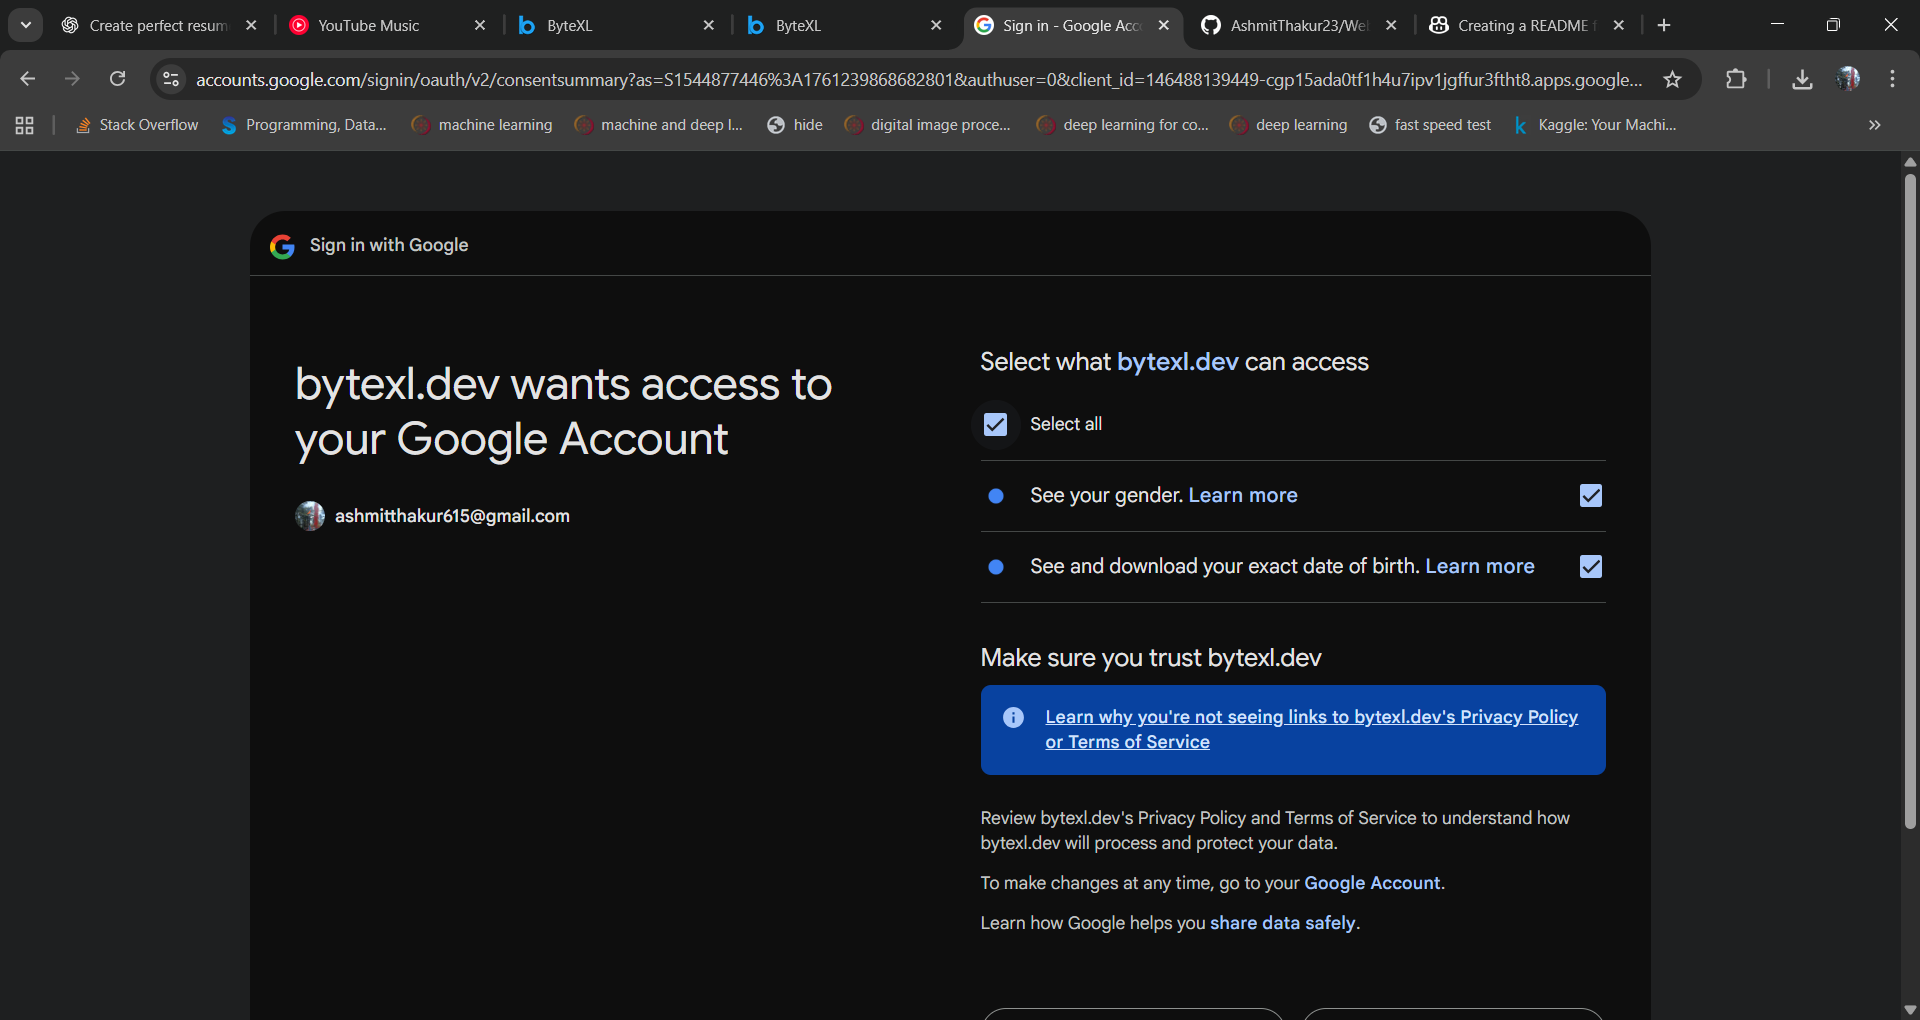 Create perfect resum
YouTube Music
ByteXL
ByteXL
Sign in - Google Acc
AshmitThakur23/We
Creating a README f
accounts.google.com/signin/oauth/v2/consentsummary?as=S1544877446%3A1761239868682801&authuser=0&client_id=146488139449-cgp15ada0tf1h4u7ipv1jgffur3ftht8.apps.google...
Stack Overflow
Programming, Data...
machine learning
machine and deep l...
hide
digital image proce...
deep learning for co...
deep learning
fast speed test
Kaggle: Your Machi...
Sign in with Google
bytexl.dev wants access to
your Google Account
ashmitthakur615@gmail.com
Select what bytexl.dev can access
Select all
See your gender. Learn more
See and download your exact date of birth. Learn more
Make sure you trust bytexl.dev
Learn why you're not seeing links to bytexl.dev's Privacy Policy
or Terms of Service
Review bytexl.dev's Privacy Policy and Terms of Service to understand how
bytexl.dev will process and protect your data.
To make changes at any time, go to your Google Account.
Learn how Google helps you share data safely.